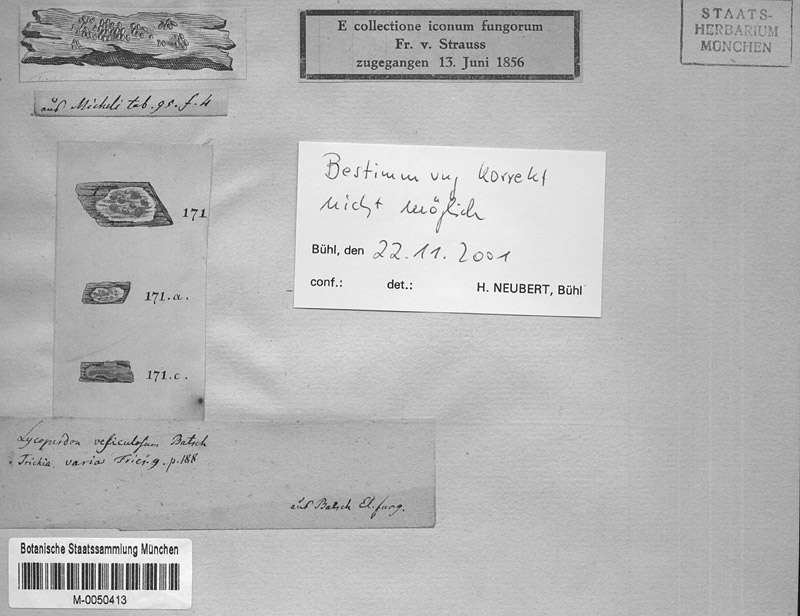 E collectione iconum fungorum
Fr. v. Strauss
zugegangen 13. Juni 1856
STAATS-
HERBARIUM
MÜNCHEN
aus Micheli tab. 95. f. 4
Bestimmung korrekt
nicht möglich
Bühl, den 22.11.2001
conf.: det.: H. NEUBERT, Bühl
171
171.a.
171.c.
Lycoperdon vesiculosum Batsch
Trichia varia Fries. p. 188
aus Batsch El. fung.
Botanische Staatssammlung München
M-0050413